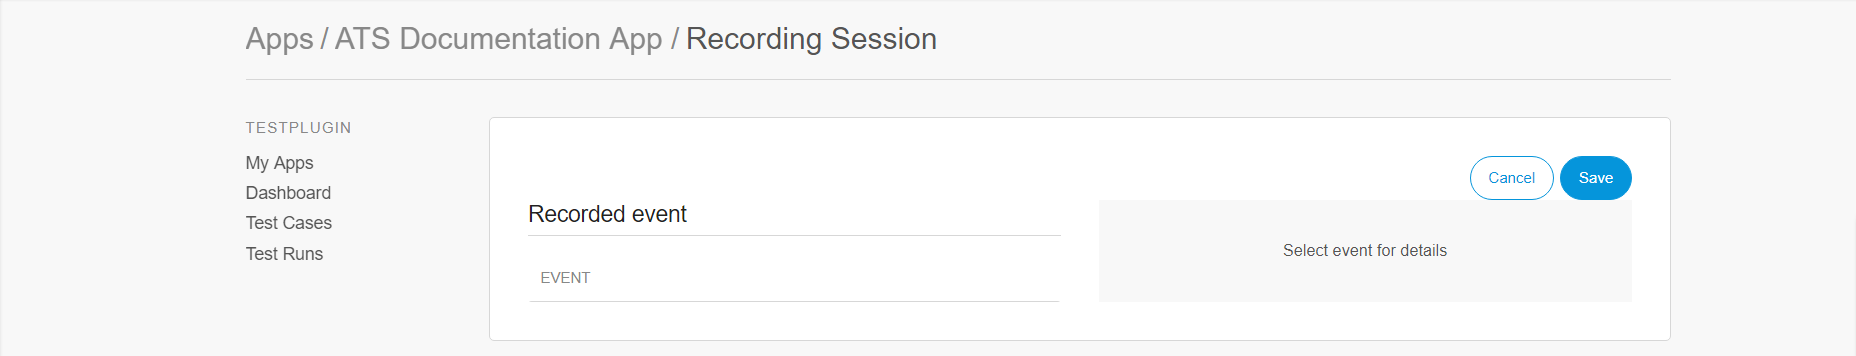 Apps / ATS Documentation App / Recording Session
TESTPLUGIN
My Apps
Dashboard
Test Cases
Test Runs
Cancel
Save
Recorded event
EVENT
Select event for details